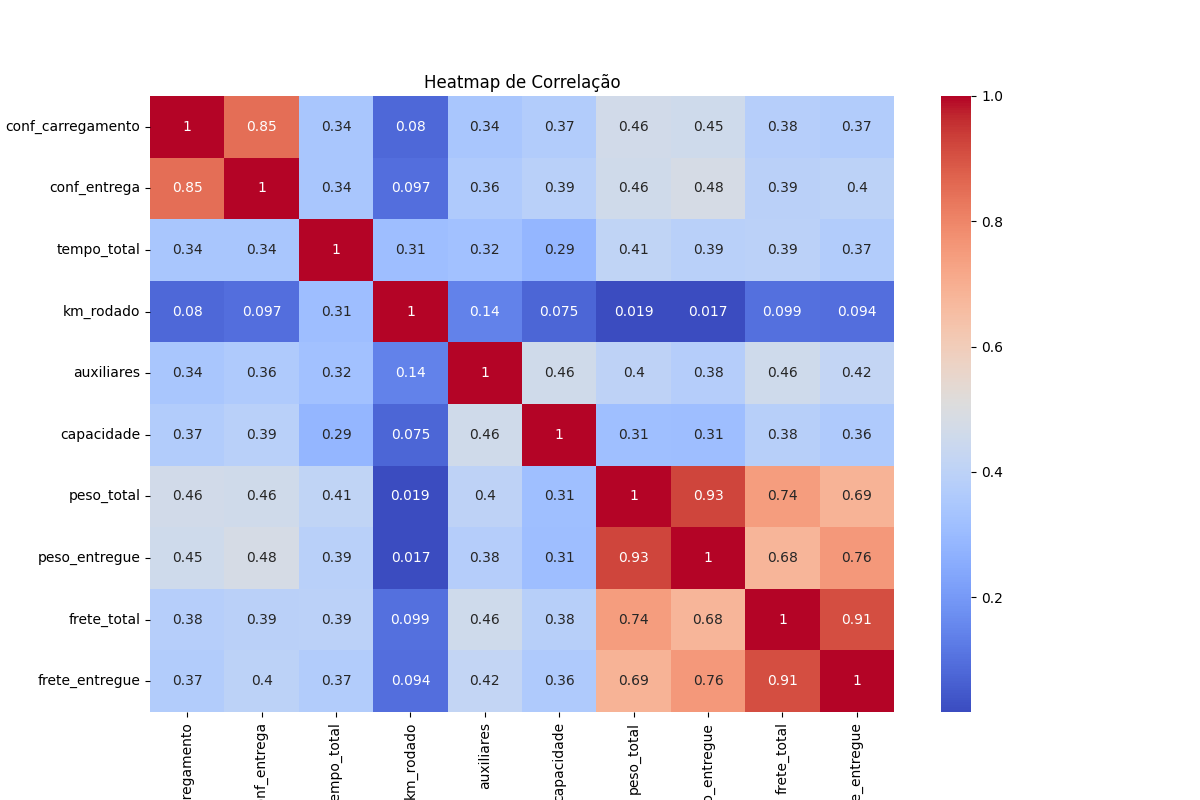 Heatmap de Correlação
conf_carregamento 1 0.85 0.34 0.08 0.34 0.37 0.46 0.45 0.38 0.37
conf_entrega 0.85 1 0.34 0.097 0.36 0.39 0.46 0.48 0.39 0.4
tempo_total 0.34 0.34 1 0.31 0.32 0.29 0.41 0.39 0.39 0.37
km_rodado 0.08 0.097 0.31 1 0.14 0.075 0.019 0.017 0.099 0.094
auxiliares 0.34 0.36 0.32 0.14 1 0.46 0.4 0.38 0.46 0.42
capacidade 0.37 0.39 0.29 0.075 0.46 1 0.31 0.31 0.38 0.36
peso_total 0.46 0.46 0.41 0.019 0.4 0.31 1 0.93 0.74 0.69
peso_entregue 0.45 0.48 0.39 0.017 0.38 0.31 0.93 1 0.68 0.76
frete_total 0.38 0.39 0.39 0.099 0.46 0.38 0.74 0.68 1 0.91
frete_entregue 0.37 0.4 0.37 0.094 0.42 0.36 0.69 0.76 0.91 1
regamento
nf_entrega
empo_total
km_rodado
auxiliares
capacidade
peso_total
o_entregue
frete_total
e_entregue
1.0
0.8
0.6
0.4
0.2